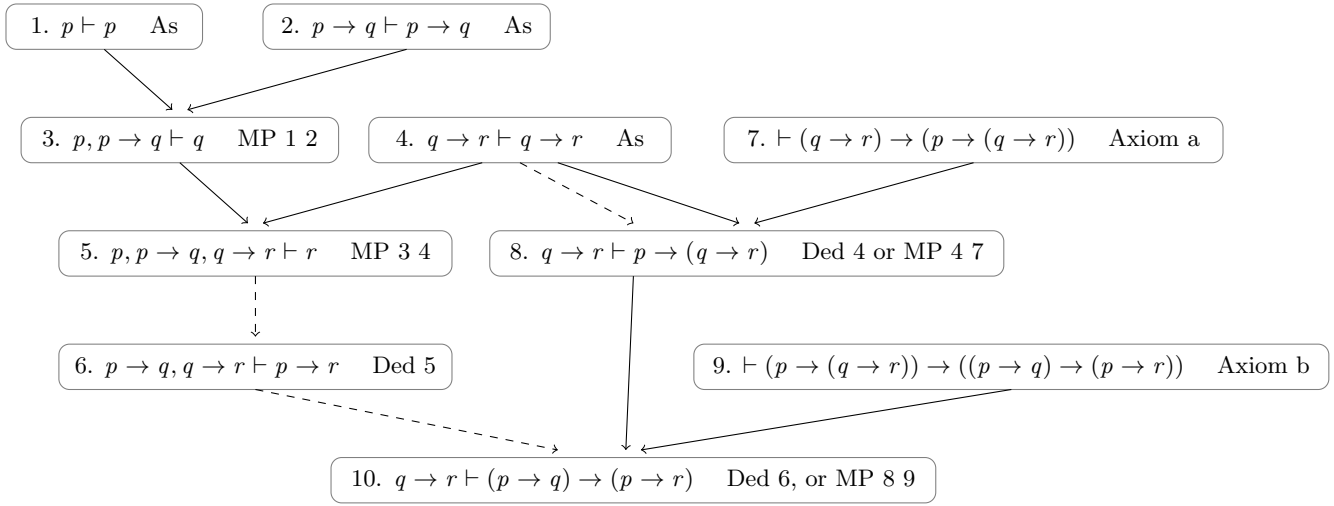 1. p ⊢ p As
2. p → q ⊢ p → q As
3. p, p → q ⊢ q MP 1 2
4. q → r ⊢ q → r As
7. ⊢ (q → r) → (p → (q → r)) Axiom a
5. p, p → q, q → r ⊢ r MP 3 4
8. q → r ⊢ p → (q → r) Ded 4 or MP 4 7
6. p → q, q → r ⊢ p → r Ded 5
9. ⊢ (p → (q → r)) → ((p → q) → (p → r)) Axiom b
10. q → r ⊢ (p → q) → (p → r) Ded 6, or MP 8 9